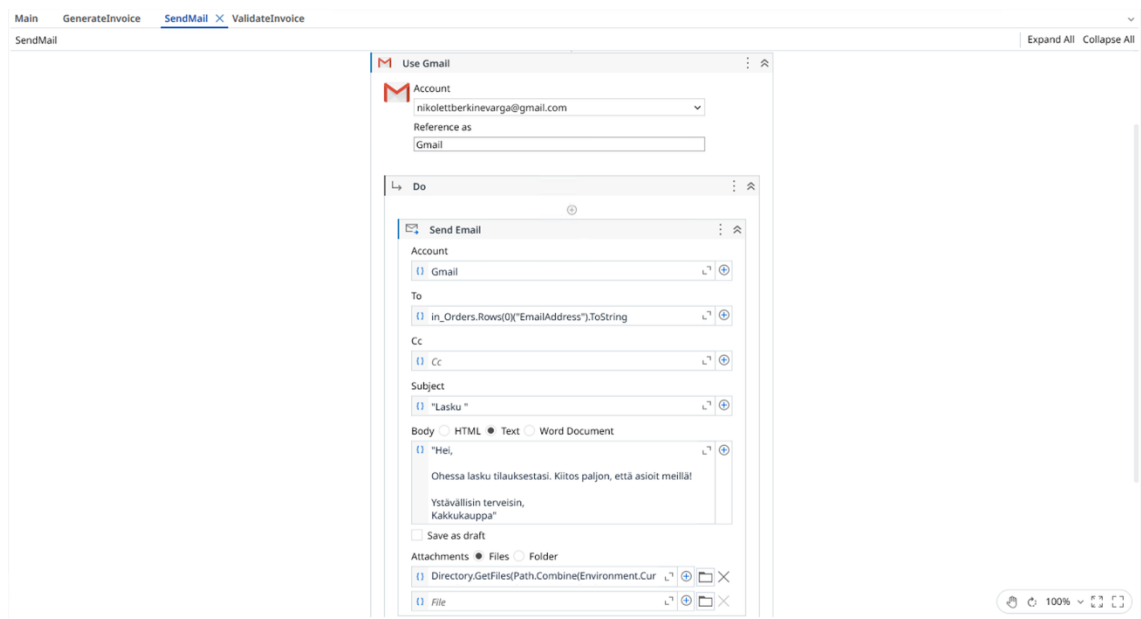 Main GenerateInvoice SendMail ValidateInvoice
SendMail Expand All Collapse All
Use Gmail
Account
nikolettberkinevarga@gmail.com
Reference as
Gmail
Do
Send Email
Account
Gmail
To
in_Orders.Rows(0)("EmailAddress").ToString
Cc
Cc
Subject
"Lasku "
Body HTML Text Word Document
"Hei,
Ohessa lasku tilauksestasi. Kiitos paljon, että asioit meillä!
Ystävällisin terveisin,
Kakkukauppa"
Save as draft
Attachments Files Folder
Directory.GetFiles(Path.Combine(Environment.Cur
File
100%